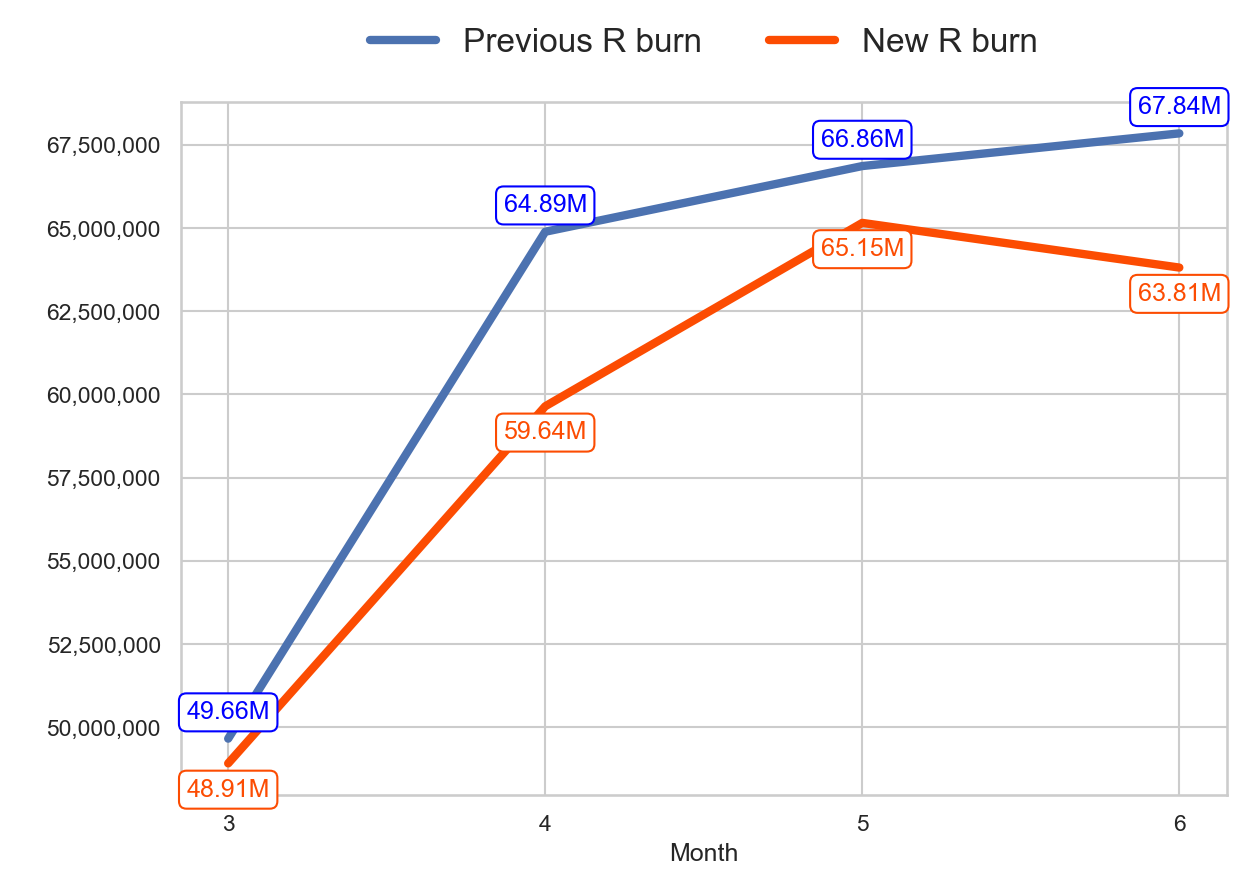 Previous R burn New R burn
67.84M
67,500,000
66.86M
64.89M
65,000,000
65.15M
63.81M
62,500,000
60,000,000
59.64M
57,500,000
55,000,000
52,500,000
49.66M
50,000,000
48.91M
3 4 5 6
Month